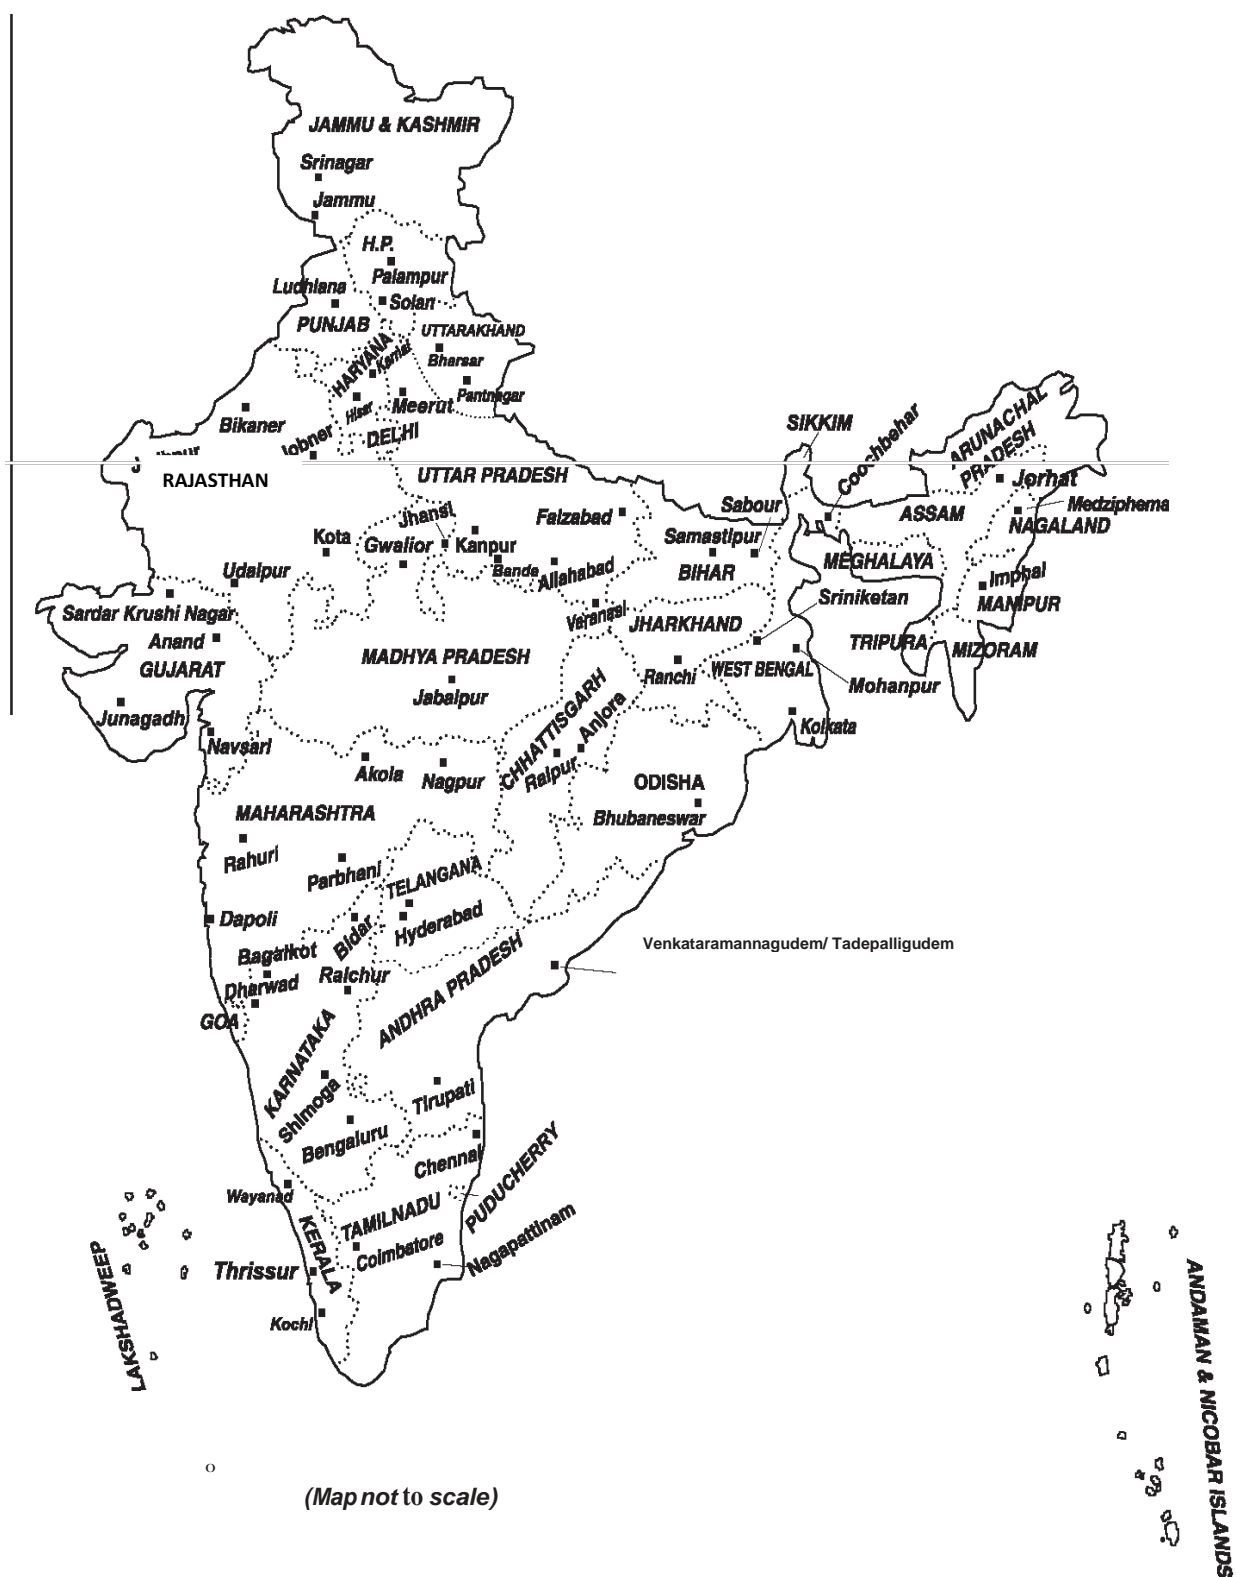 JAMMU & KASHMIR
Srinagar
Jammu
H.P.
Palampur
Ludhiana
Solan
PUNJAB
UTTARAKHAND
HARYANA
Karnal
Bharsar
Hisar
Meerut
Pantnagar
Bikaner
Jobner
DELHI
SIKKIM
Coochbehar
ARUNACHAL
PRADESH
RAJASTHAN
UTTAR PRADESH
Jorhat
Sabour
Medziphema
Jhansi
Faizabad
ASSAM
NAGALAND
Kota
Gwalior
Kanpur
Samastipur
Banda
Allahabad
BIHAR
MEGHALAYA
Imphal
Udaipur
Sardar Krushi Nagar
Varanasi
JHARKHAND
Sriniketan
MANIPUR
Anand
GUJARAT
MADHYA PRADESH
TRIPURA
MIZORAM
Ranchi
WEST BENGAL
Mohanpur
Jabalpur
Junagadh
CHHATTISGARH
Anjora
Kolkata
Navsari
Akola
Nagpur
Raipur
ODISHA
MAHARASHTRA
Bhubaneswar
Rahuri
Parbhani
TELANGANA
Dapoli
Bidar
Hyderabad
Venkataramannagudem/ Tadepalligudem
Bagalkot
Dharwad
Raichur
ANDHRA PRADESH
GOA
KARNATAKA
Shimoga
Tirupati
Bengaluru
Chennai
PUDUCHERRY
Wayanad
TAMILNADU
KERALA
Coimbatore
Nagapattinam
LAKSHADWEEP
Thrissur
Kochi
ANDAMAN & NICOBAR ISLANDS
(Map not to scale)